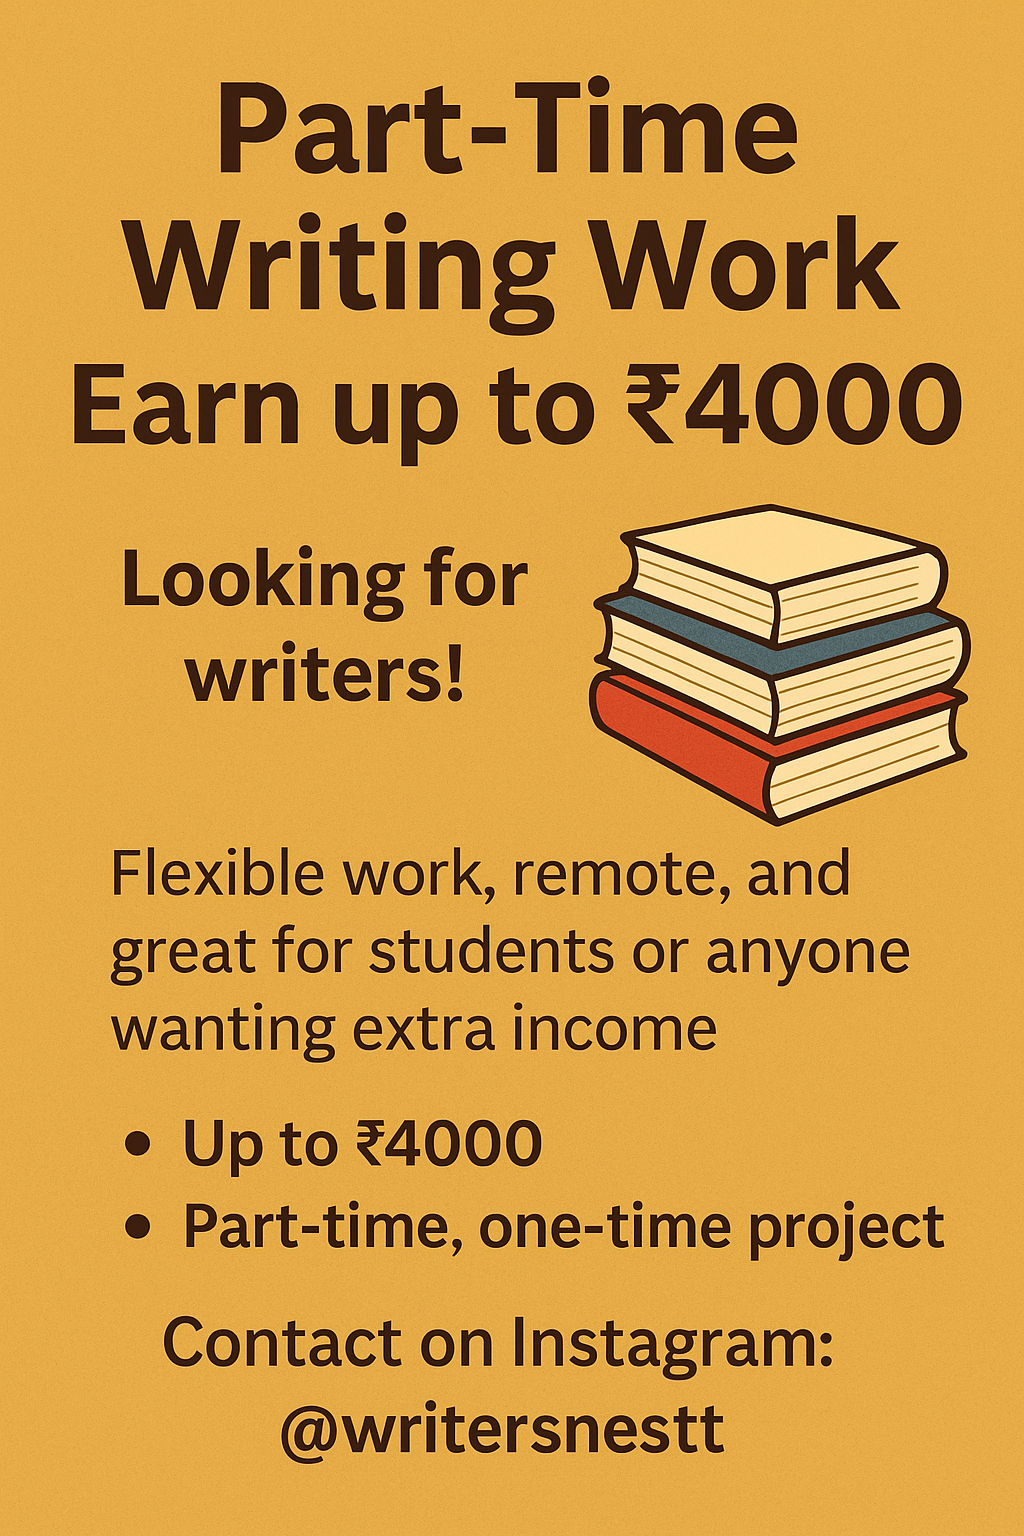 Part-Time
Writing Work
Earn up to ₹4000
Looking for
writers!
Flexible work, remote, and
great for students or anyone
wanting extra income
• Up to ₹4000
• Part-time, one-time project
Contact on Instagram:
@writersnestt